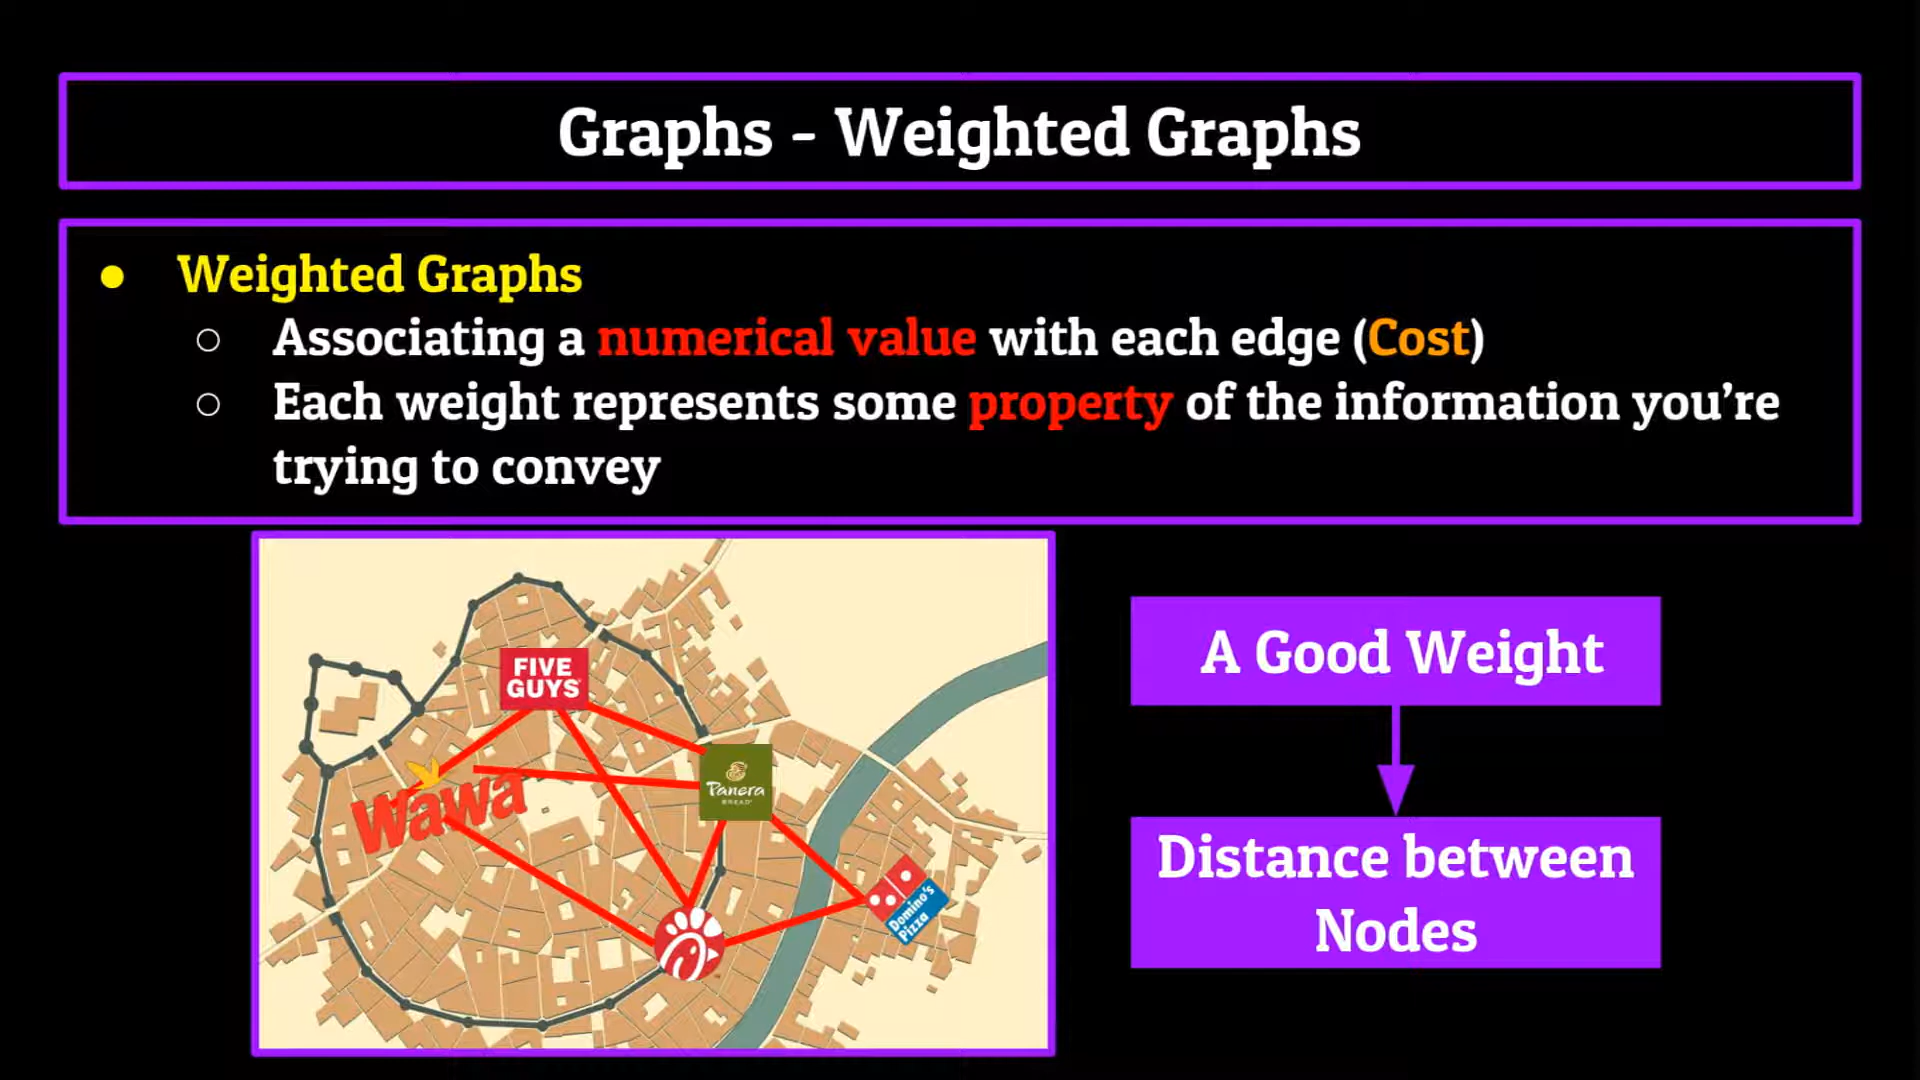 Graphs - Weighted Graphs
● Weighted Graphs
○ Associating a numerical value with each edge (Cost)
○ Each weight represents some property of the information you're
trying to convey
FIVE
GUYS
Wawa
Panera
BREAD
Domino's
Pizza
A Good Weight
Distance between
Nodes